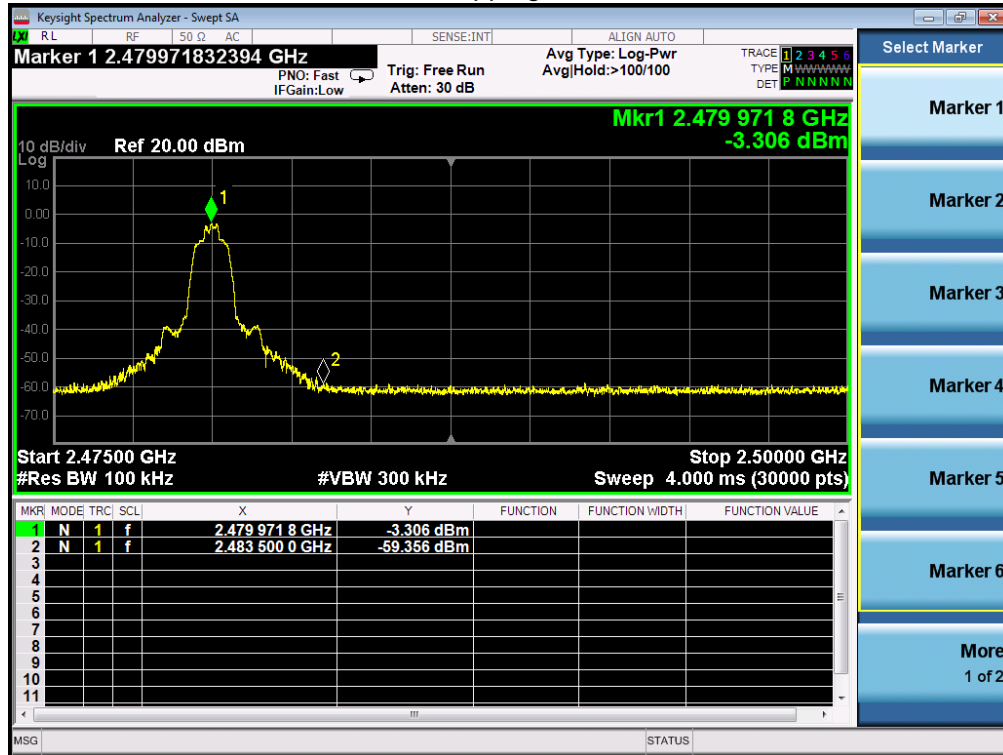 Keysight Spectrum Analyzer - Swept SA
LXI RL RF 50 Ω AC SENSE:INT ALIGN AUTO
Marker 1 2.479971832394 GHz
PNO: Fast
IFGain:Low
Trig: Free Run
Atten: 30 dB
Avg Type: Log-Pwr
Avg|Hold:>100/100
TRACE 1 2 3 4 5 6
TYPE M WWWWW
DET P N N N N N
Mkr1 2.479 971 8 GHz
-3.306 dBm
10 dB/div Ref 20.00 dBm
Log
10.0
0.00
-10.0
-20.0
-30.0
-40.0
-50.0
-60.0
-70.0
1
2
Start 2.47500 GHz Stop 2.50000 GHz
#Res BW 100 kHz #VBW 300 kHz Sweep 4.000 ms (30000 pts)
MKR MODE TRC SCL X Y FUNCTION FUNCTION WIDTH FUNCTION VALUE
1 N 1 f 2.479 971 8 GHz -3.306 dBm
2 N 1 f 2.483 500 0 GHz -59.356 dBm
3
4
5
6
7
8
9
10
11
MSG STATUS
Select Marker
Marker 1
Marker 2
Marker 3
Marker 4
Marker 5
Marker 6
More
1 of 2